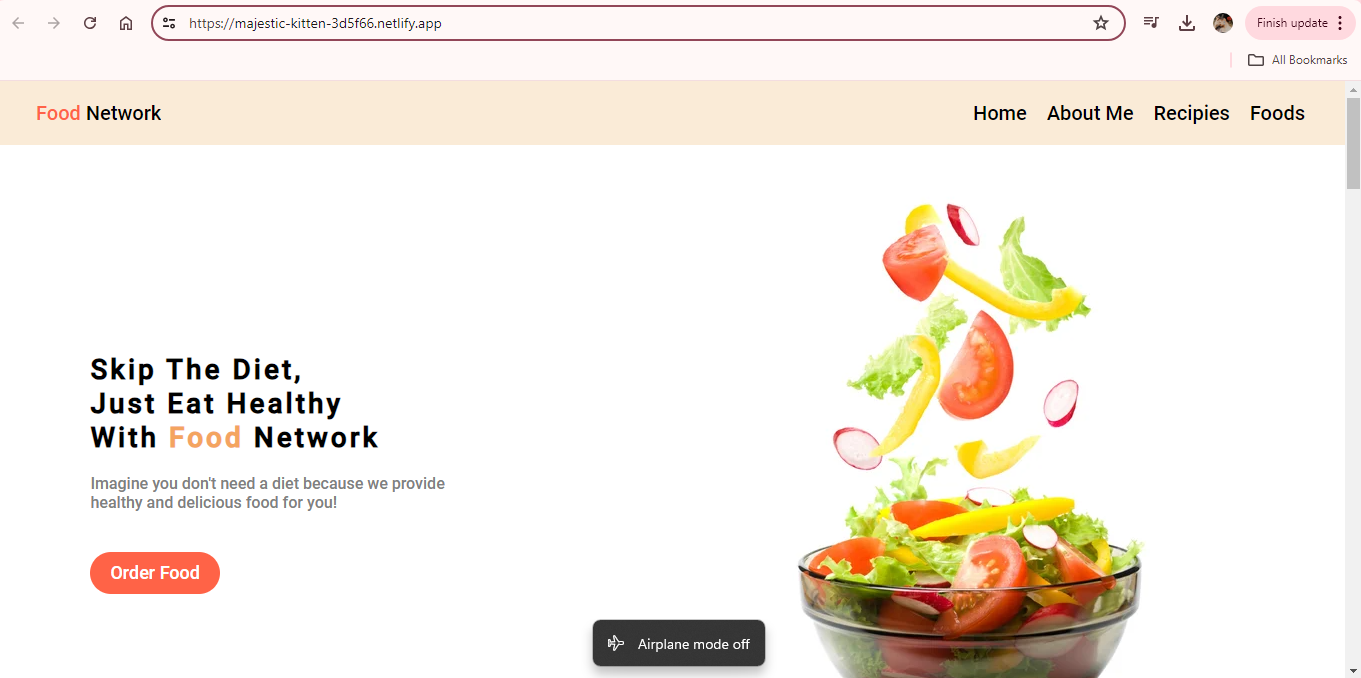 https://majestic-kitten-3d5f66.netlify.app
Finish update
All Bookmarks
Food Network
Home About Me Recipies Foods
Skip The Diet,
Just Eat Healthy
With Food Network
Imagine you don't need a diet because we provide
healthy and delicious food for you!
Order Food
Airplane mode off